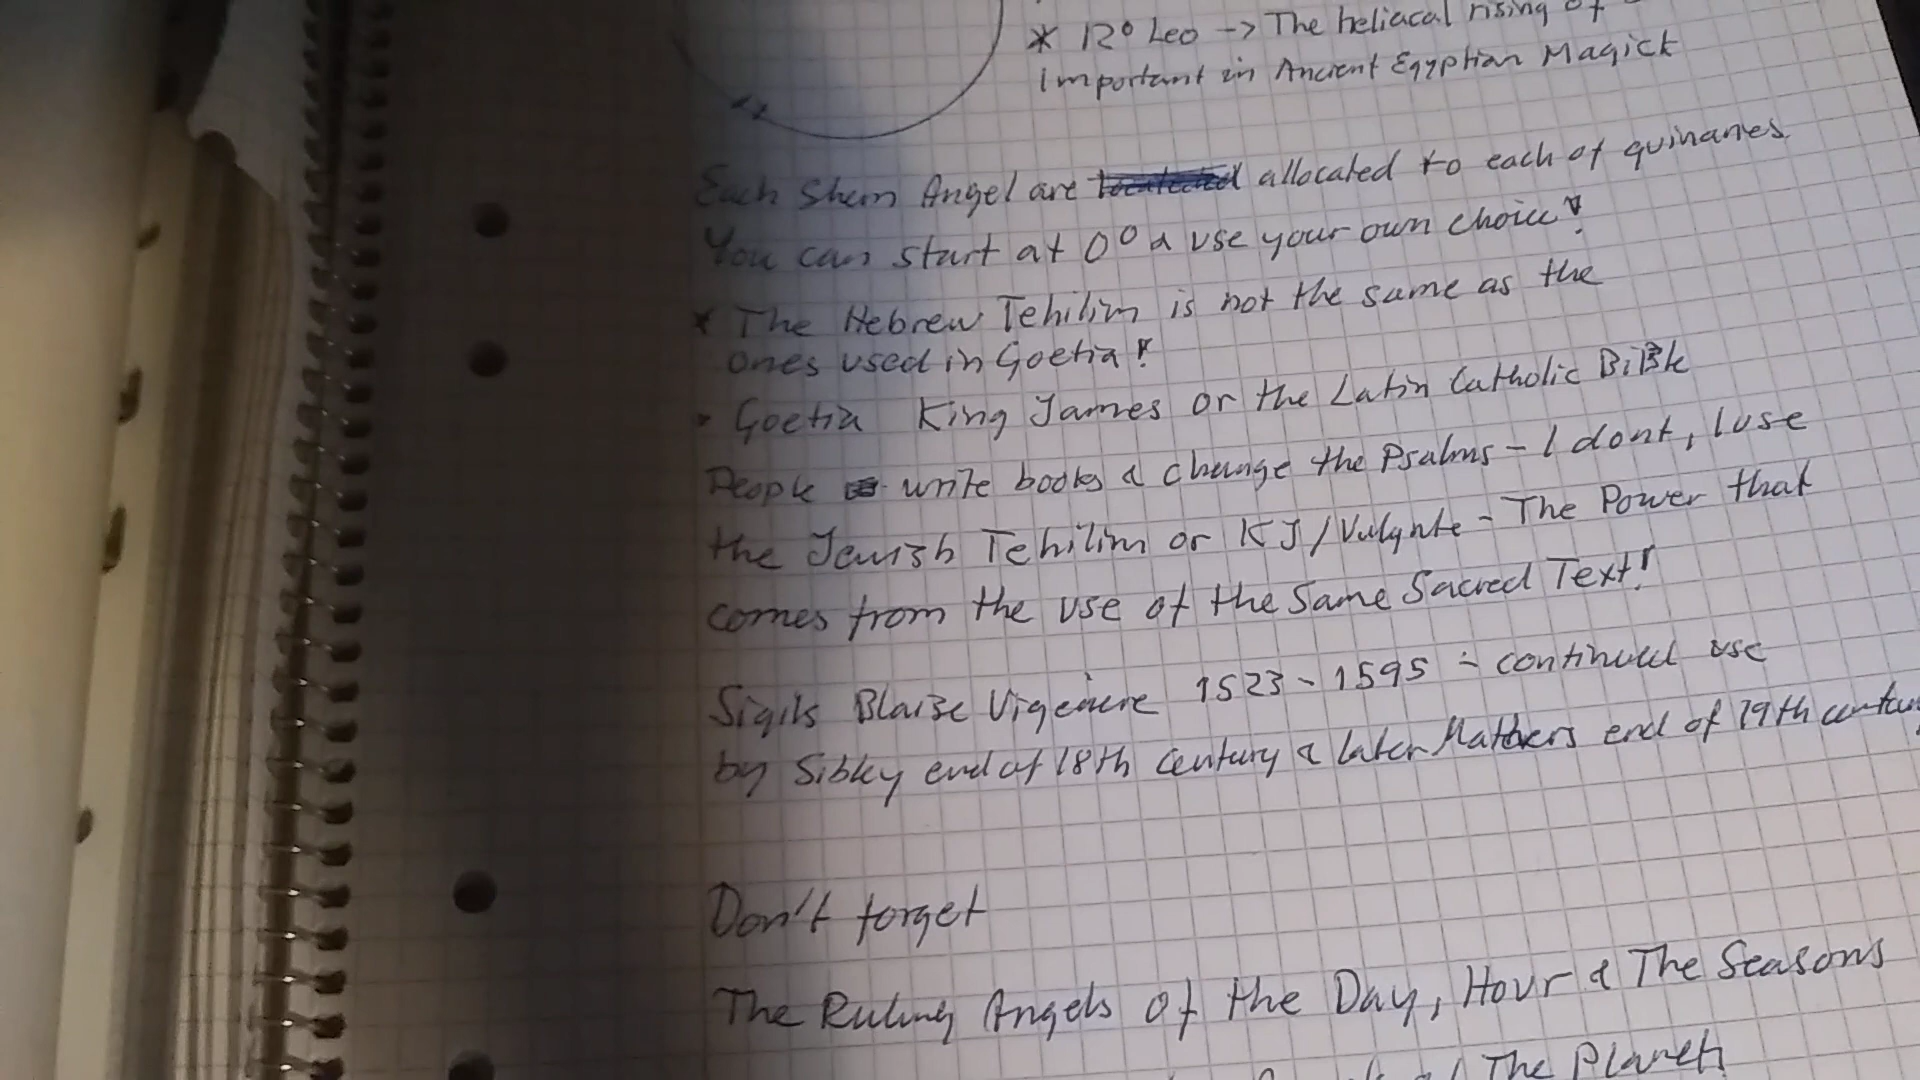 * 12° Leo -> The heliacal rising of
Important in Ancient Egyptian Magick
Each Shem Angel are allocated to each of quinanes.
You can start at 0° & use your own choice!
* The Hebrew Tehilim is not the same as the
ones used in Goetia!
• Goetia King James or the Latin Catholic Bible
People write books & change the Psalms - I dont, I use
the Jewish Tehilim or KJ/Vulgate - The Power that
comes from the use of the same Sacred Text!
Sigils Blaise Vigenere 1523 - 1595 - continued use
by Sibley end of 18th century & later Mathers end of 19th century
Don't forget
The Ruling Angels of the Day, Hour & The Seasons
The Planets